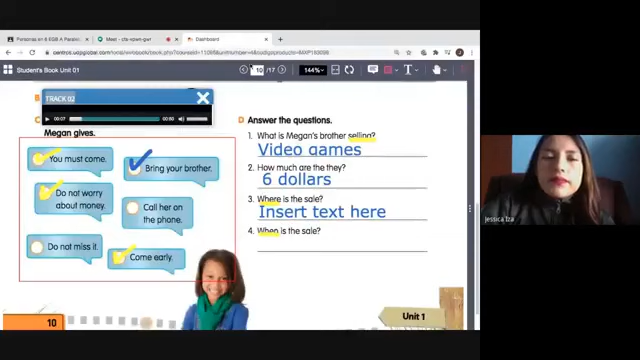 Personas en 6 EGB A Paralelo
Meet
Dashboard
Student's Book Unit 01
10 /17
144%
TRACK 02
00:07
00:50
Megan gives.
You must come.
Bring your brother.
Do not worry
about money.
Call her on
the phone.
Do not miss it.
Come early.
D Answer the questions.
1. What is Megan's brother selling?
Video games
2. How much are the they?
6 dollars
3. Where is the sale?
Insert text here
4. When is the sale?
10
Unit 1
Jessica Iza